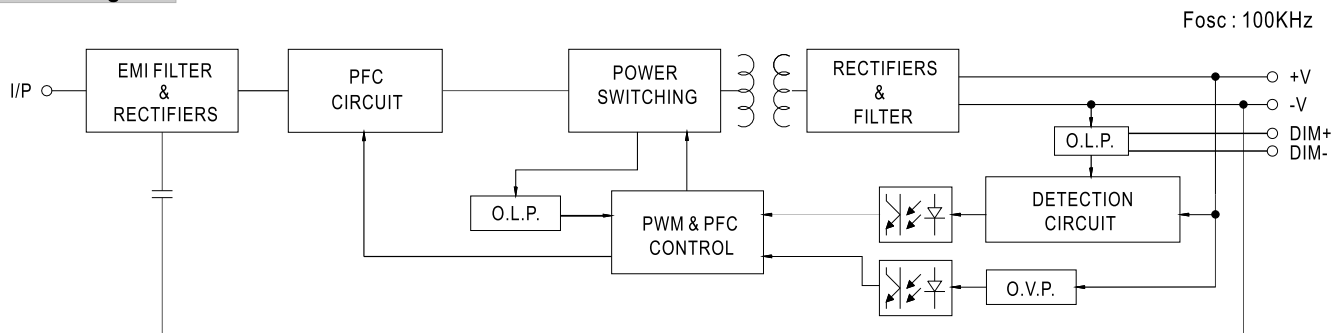 Fosc : 100KHz
I/P
EMI FILTER
&
RECTIFIERS
PFC
CIRCUIT
POWER
SWITCHING
RECTIFIERS
&
FILTER
+V
-V
DIM+
DIM-
O.L.P.
O.L.P.
PWM & PFC
CONTROL
DETECTION
CIRCUIT
O.V.P.